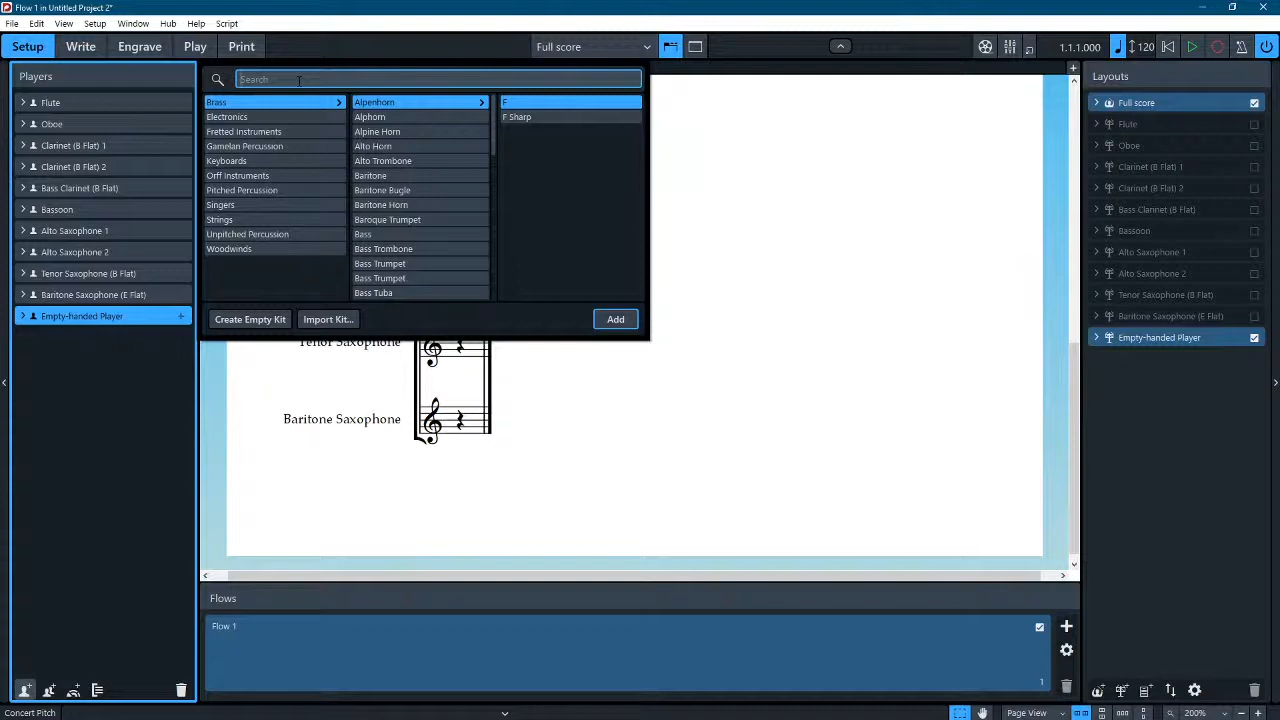 Flow 1 in Untitled Project 2*
File Edit View Setup Window Hub Help Script
Setup Write Engrave Play Print
Full score
1.1.1.000
120
Players
Flute
Oboe
Clarinet (B Flat) 1
Clarinet (B Flat) 2
Bass Clarinet (B Flat)
Bassoon
Alto Saxophone 1
Alto Saxophone 2
Tenor Saxophone (B Flat)
Baritone Saxophone (E Flat)
Empty-handed Player
Search
Brass
Electronics
Fretted Instruments
Gamelan Percussion
Keyboards
Orff Instruments
Pitched Percussion
Singers
Strings
Unpitched Percussion
Woodwinds
Alpenhorn
Alphorn
Alpine Horn
Alto Horn
Alto Trombone
Baritone
Baritone Bugle
Baritone Horn
Baroque Trumpet
Bass
Bass Trombone
Bass Trumpet
Bass Trumpet
Bass Tuba
F
F Sharp
Create Empty Kit
Import Kit...
Add
Tenor Saxophone
Baritone Saxophone
Flows
Flow 1
1
Layouts
Full score
Flute
Oboe
Clarinet (B Flat) 1
Clarinet (B Flat) 2
Bass Clarinet (B Flat)
Bassoon
Alto Saxophone 1
Alto Saxophone 2
Tenor Saxophone (B Flat)
Baritone Saxophone (E Flat)
Empty-handed Player
Concert Pitch
Page View
200%